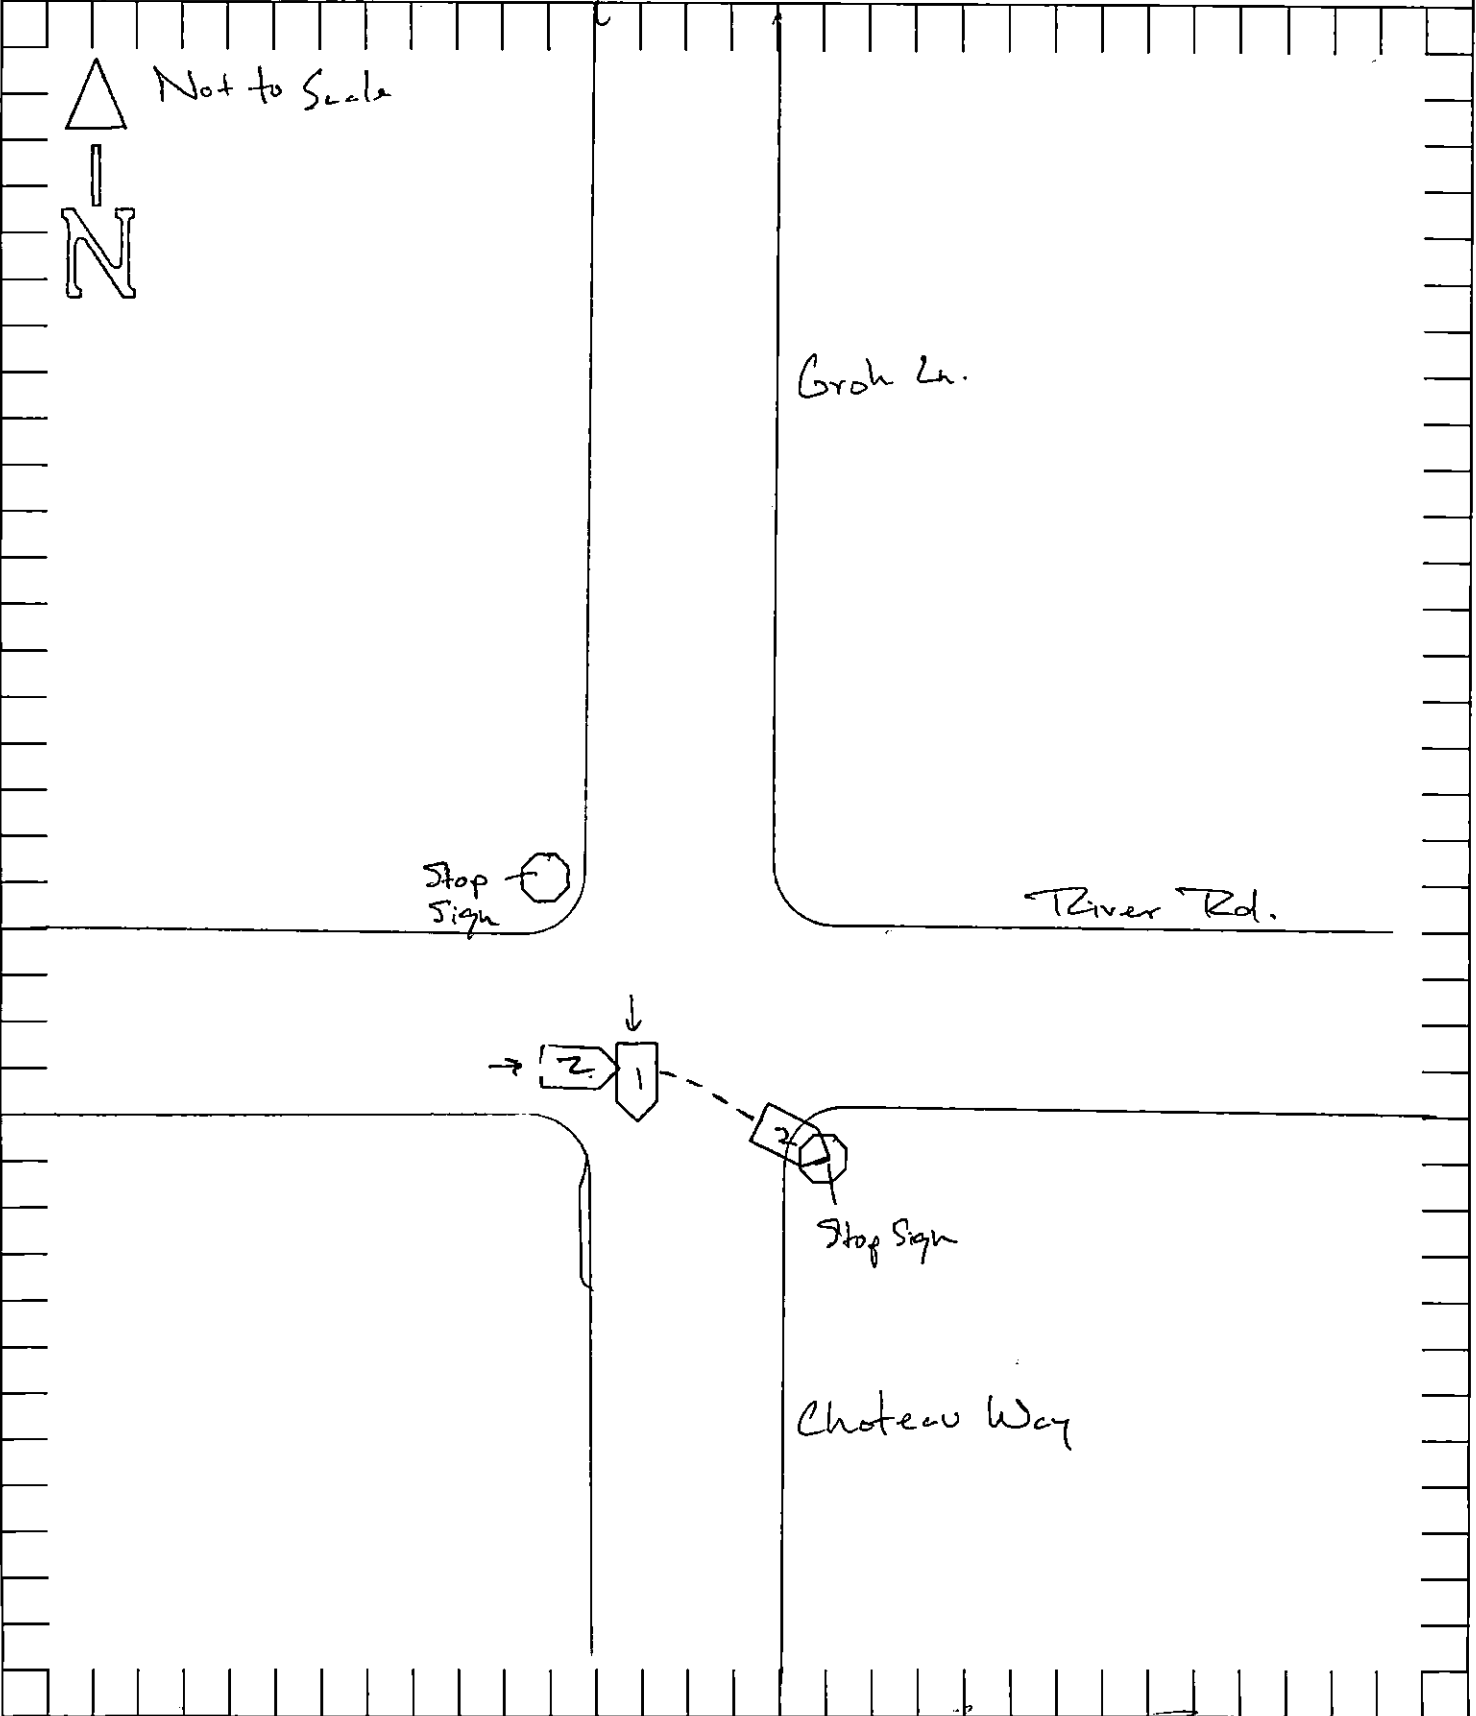 Not to Scale
N
Groh Ln.
Stop
Sign
River Rd.
2
1
2
Stop Sign
Choteau Way